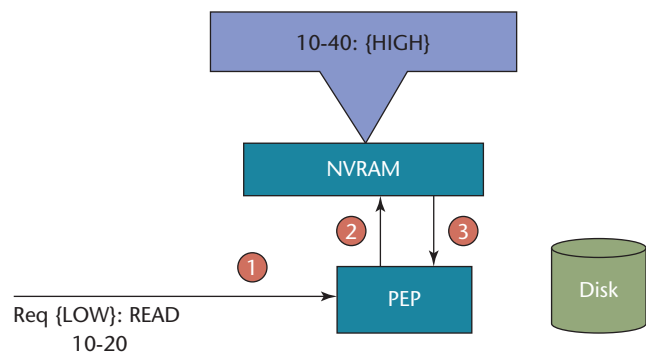 10-40: {HIGH}
NVRAM
2
3
1
PEP
Disk
Req {LOW}: READ
10-20